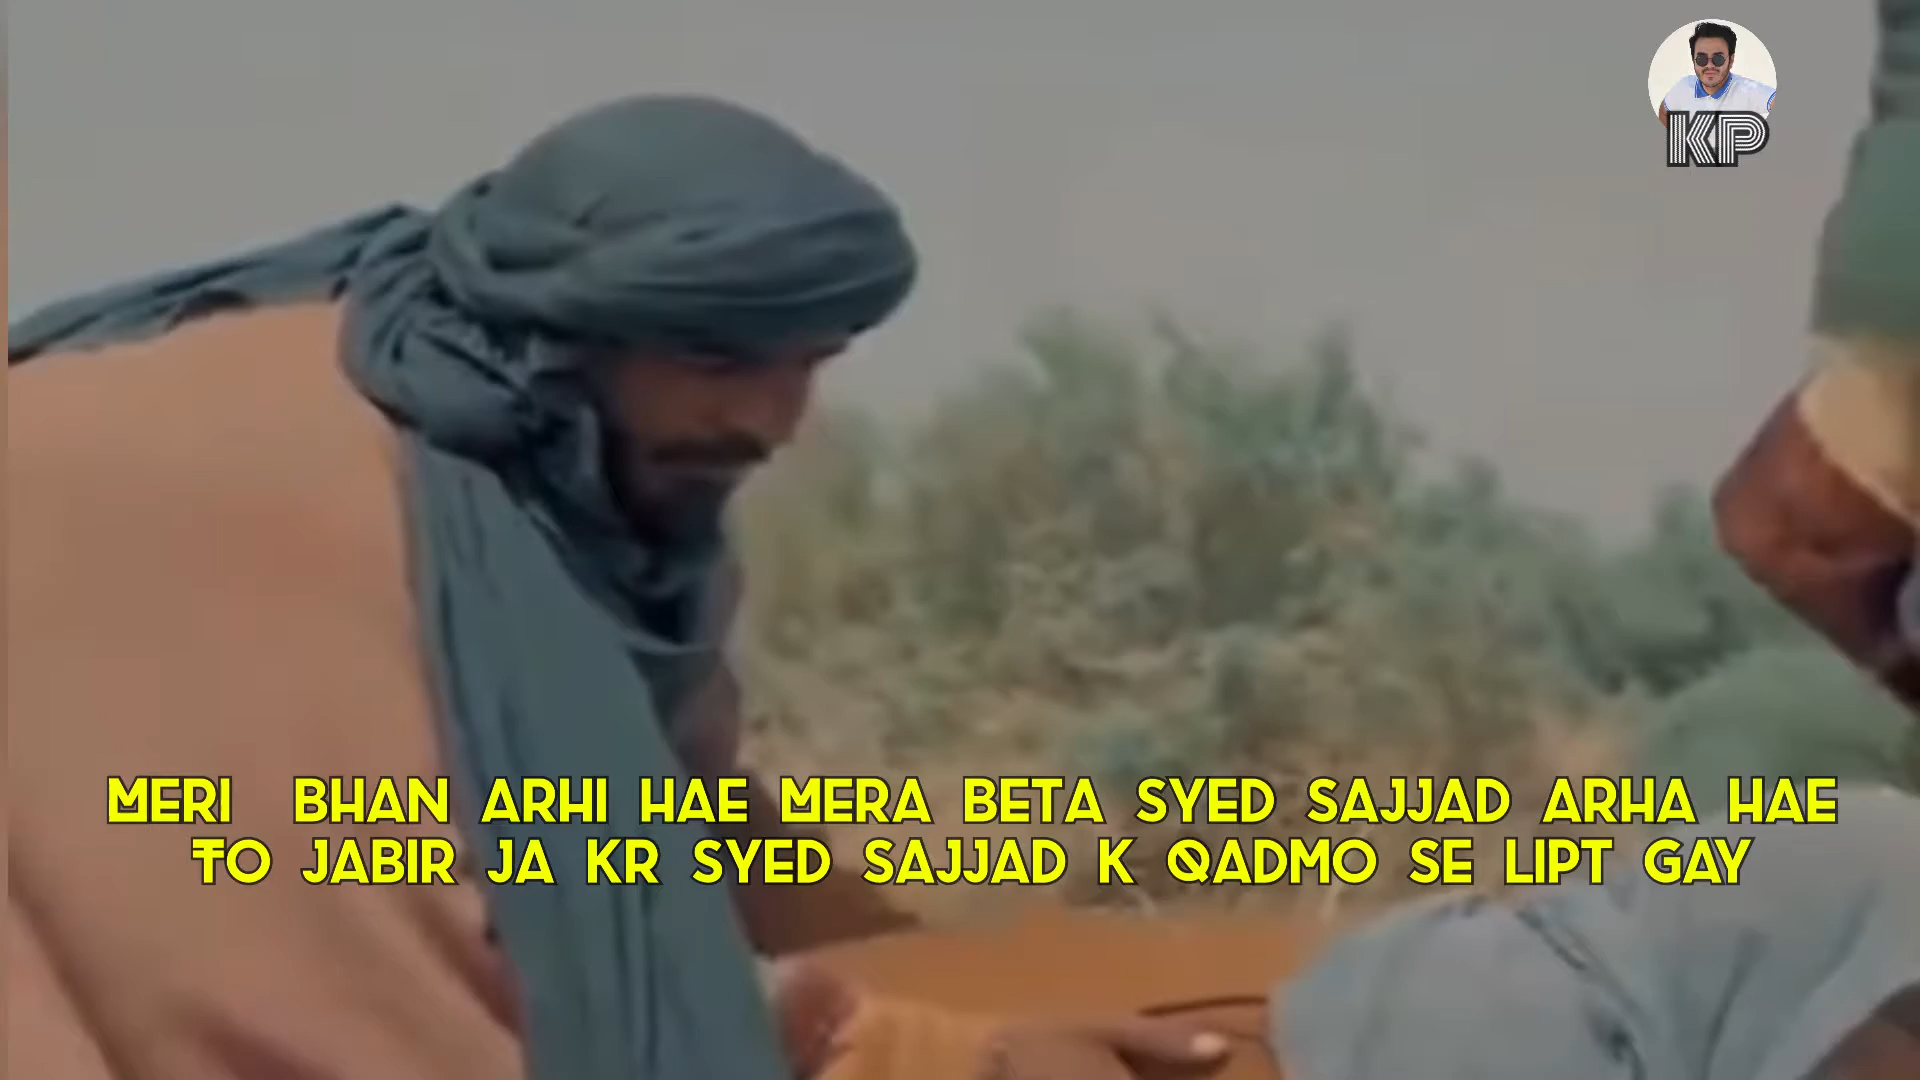 KP
MERI BHAN ARHI HAE MERA BETA SYED SAJJAD ARHA HAE
TO JABIR JA KR SYED SAJJAD K QADMO SE LIPT GAY